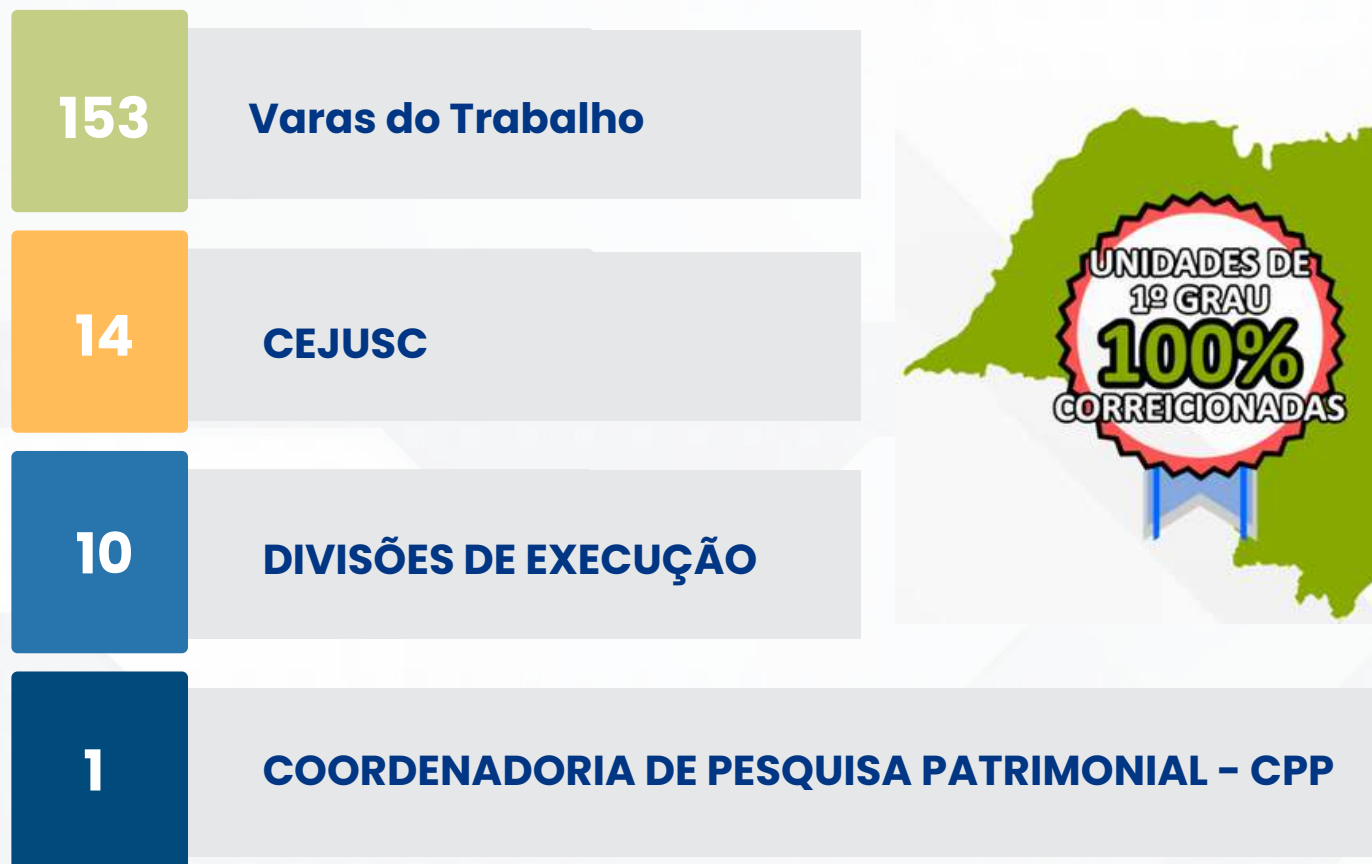 153
Varas do Trabalho
14
CEJUSC
10
DIVISÕES DE EXECUÇÃO
1
COORDENADORIA DE PESQUISA PATRIMONIAL - CPP
UNIDADES DE
1º GRAU
100%
CORREICIONADAS